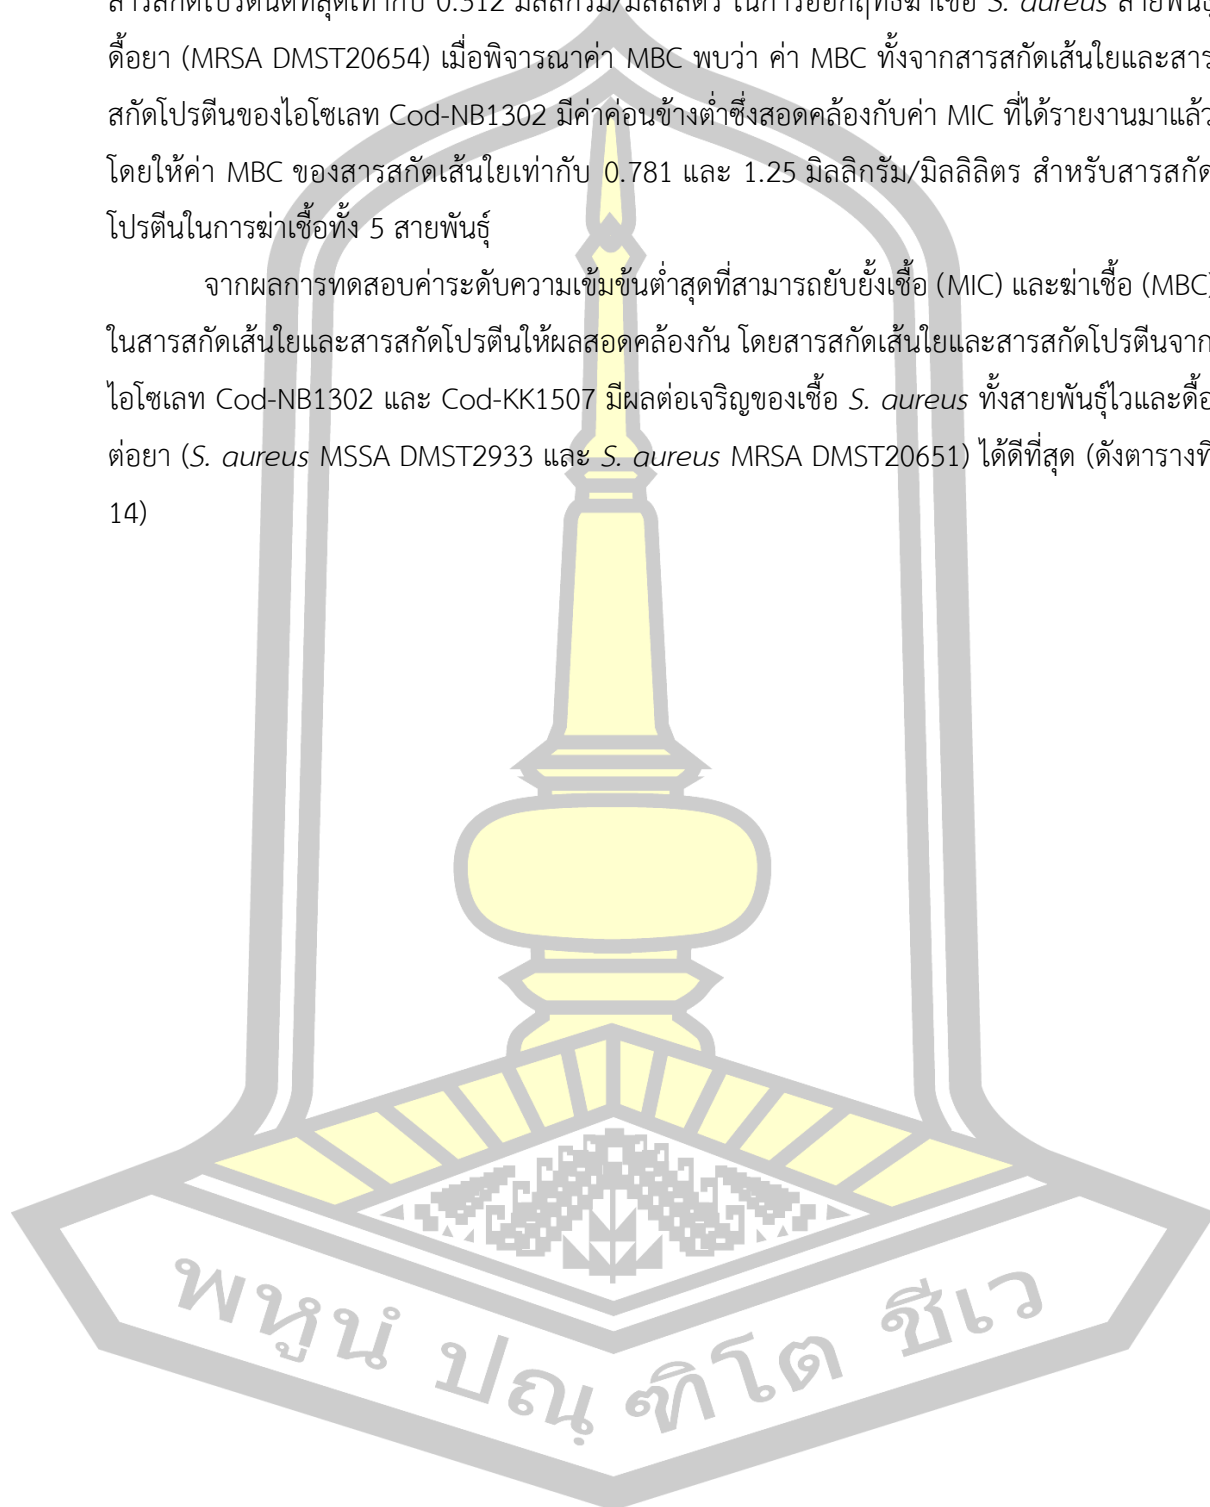 สารสกัดโปรตีนดีที่สุดเท่ากับ 0.312 มิลลิกรัม/มิลลิลิตร ในการออกฤทธิ์ฆ่าเชื้อ S. aureus สายพันธุ์
ดื้อยา (MRSA DMST20654) เมื่อพิจารณาค่า MBC พบว่า ค่า MBC ทั้งจากสารสกัดเส้นใยและสาร
สกัดโปรตีนของไอโซเลท Cod-NB1302 มีค่าค่อนข้างต่ำซึ่งสอดคล้องกับค่า MIC ที่ได้รายงานมาแล้ว
โดยให้ค่า MBC ของสารสกัดเส้นใยเท่ากับ 0.781 และ 1.25 มิลลิกรัม/มิลลิลิตร สำหรับสารสกัด
โปรตีนในการฆ่าเชื้อทั้ง 5 สายพันธุ์
จากผลการทดสอบค่าระดับความเข้มข้นต่ำสุดที่สามารถยับยั้งเชื้อ (MIC) และฆ่าเชื้อ (MBC)
ในสารสกัดเส้นใยและสารสกัดโปรตีนให้ผลสอดคล้องกัน โดยสารสกัดเส้นใยและสารสกัดโปรตีนจาก
ไอโซเลท Cod-NB1302 และ Cod-KK1507 มีผลต่อเจริญของเชื้อ S. aureus ทั้งสายพันธุ์ไวและดื้อ
ต่อยา (S. aureus MSSA DMST2933 และ S. aureus MRSA DMST20651) ได้ดีที่สุด (ดังตารางที่
14)
พหูนํ ปณฺฑิโต ชีเว